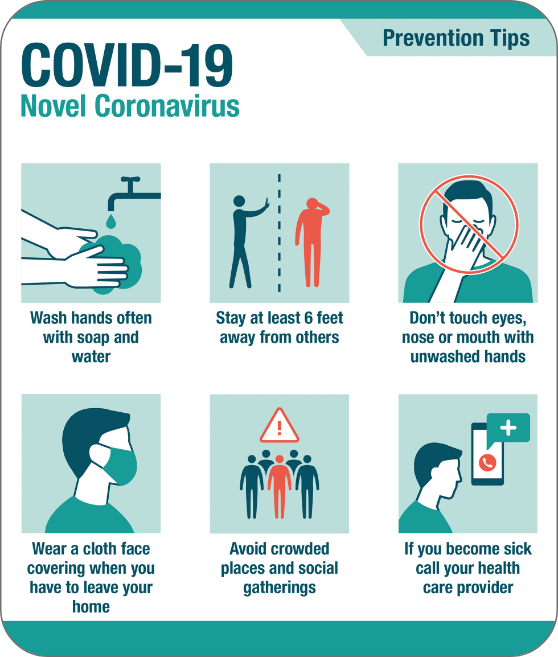 Prevention Tips
COVID-19
Novel Coronavirus
Wash hands often
with soap and
water
Stay at least 6 feet
away from others
Don’t touch eyes,
nose or mouth with
unwashed hands
Wear a cloth face
covering when you
have to leave your
home
Avoid crowded
places and social
gatherings
If you become sick
call your health
care provider